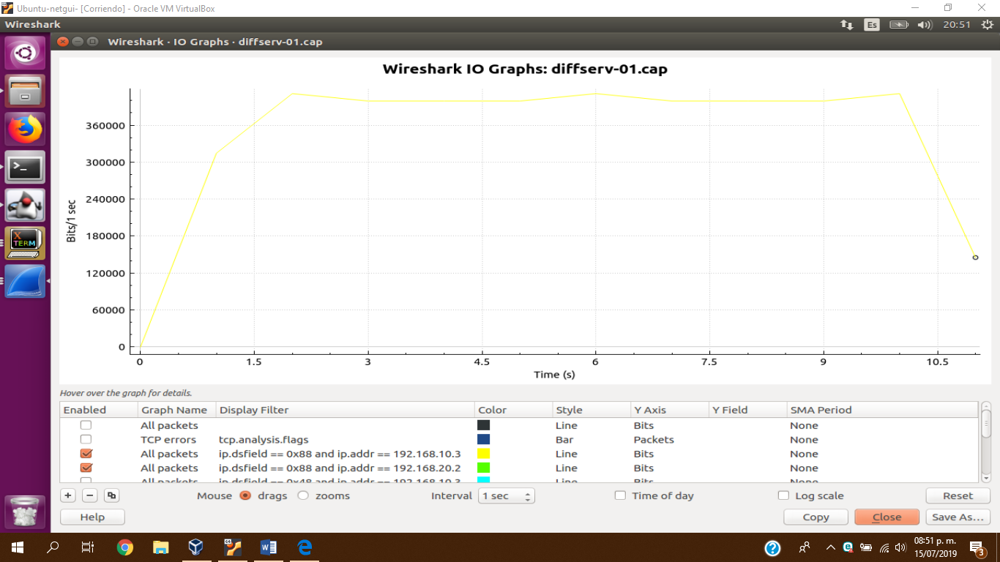 Ubuntu-netgui- [Corriendo] - Oracle VM VirtualBox
Wireshark
Es
20:51
Wireshark · IO Graphs · diffserv-01.cap
Wireshark IO Graphs: diffserv-01.cap
Bits/1 sec
360000
300000
240000
180000
120000
60000
0
0 1.5 3 4.5 6 7.5 9 10.5
Time (s)
Hover over the graph for details.
Enabled Graph Name Display Filter Color Style Y Axis Y Field SMA Period
All packets Line Bits None
TCP errors tcp.analysis.flags Bar Packets None
All packets ip.dsfield == 0x88 and ip.addr == 192.168.10.3 Line Bits None
All packets ip.dsfield == 0x88 and ip.addr == 192.168.20.2 Line Bits None
All packets ip.dsfield == 0x48 and ip.addr == 192.168.10.3 Line Bits None
Mouse drags zooms Interval 1 sec Time of day Log scale Reset
Help Copy Close Save As...
X
TERM
>_
08:51 p. m.
15/07/2019
3